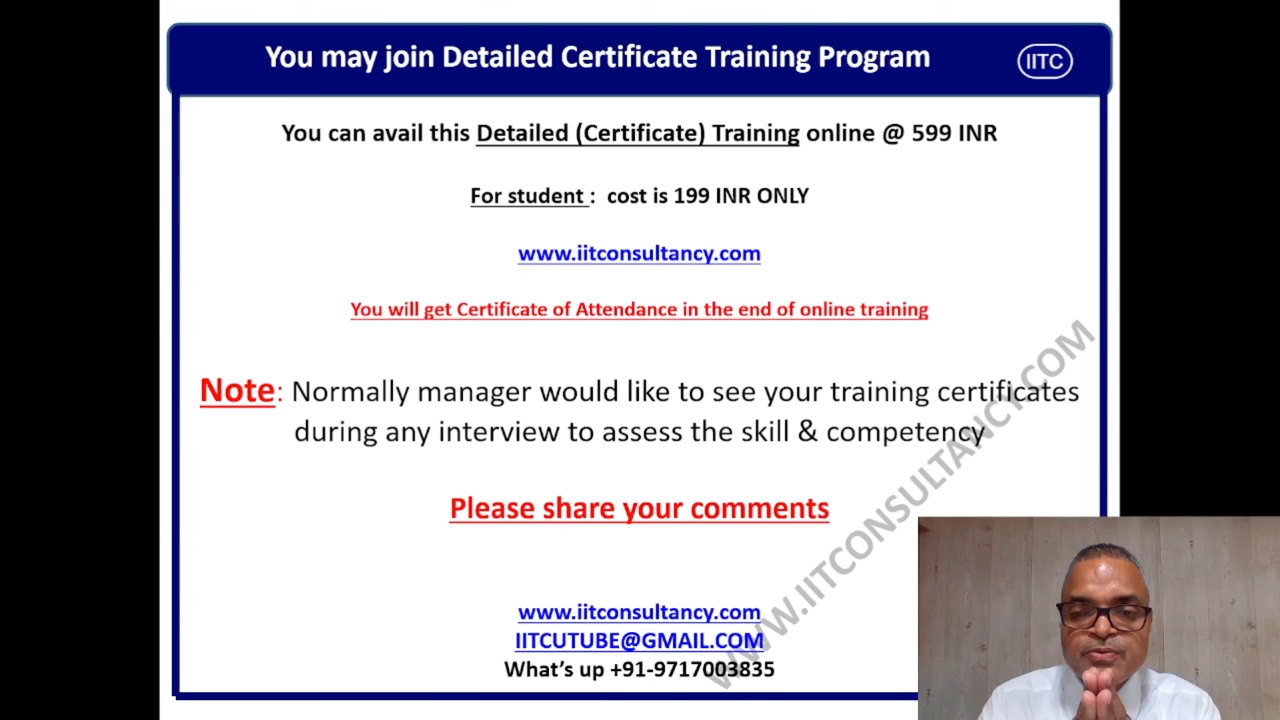 You may join Detailed Certificate Training Program
IITC
You can avail this Detailed (Certificate) Training online @ 599 INR
For student : cost is 199 INR ONLY
www.iitconsultancy.com
You will get Certificate of Attendance in the end of online training
Note: Normally manager would like to see your training certificates
during any interview to assess the skill & competency
Please share your comments
www.iitconsultancy.com
IITCUTUBE@GMAIL.COM
What's up +91-9717003835
WWW.IITCONSULTANCY.COM